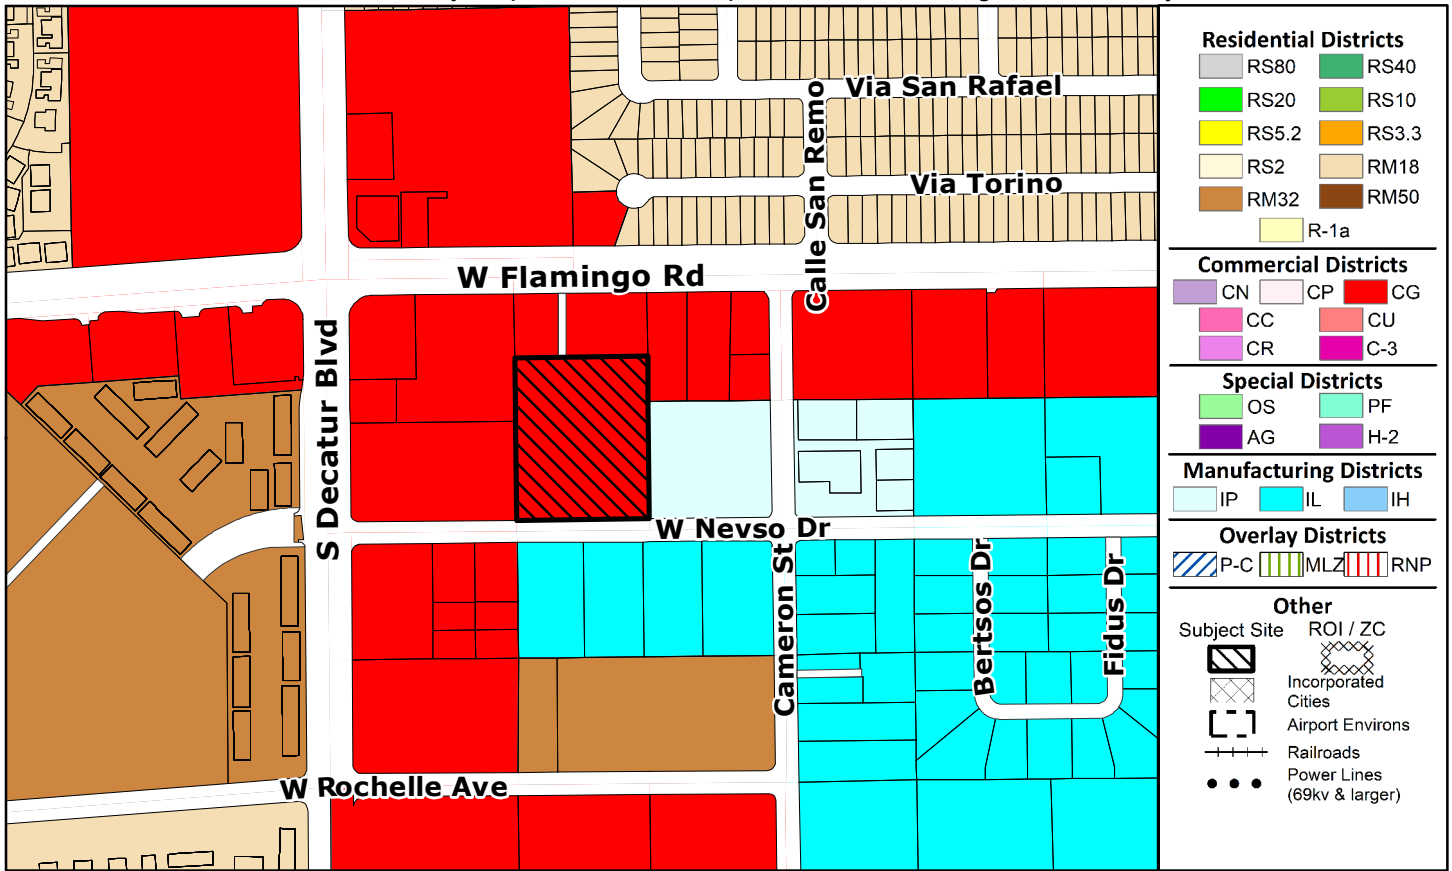 Via San Rafael
Calle San Remo
Via Torino
W Flamingo Rd
S Decatur Blvd
W Nevso Dr
Cameron St
Bertsos Dr
Fidus Dr
W Rochelle Ave
Residential Districts
RS80 RS40
RS20 RS10
RS5.2 RS3.3
RS2 RM18
RM32 RM50
R-1a
Commercial Districts
CN CP CG
CC CU
CR C-3
Special Districts
OS PF
AG H-2
Manufacturing Districts
IP IL IH
Overlay Districts
P-C MLZ RNP
Other
Subject Site ROI / ZC
Incorporated
Cities
Airport Environs
Railroads
Power Lines
(69kv & larger)